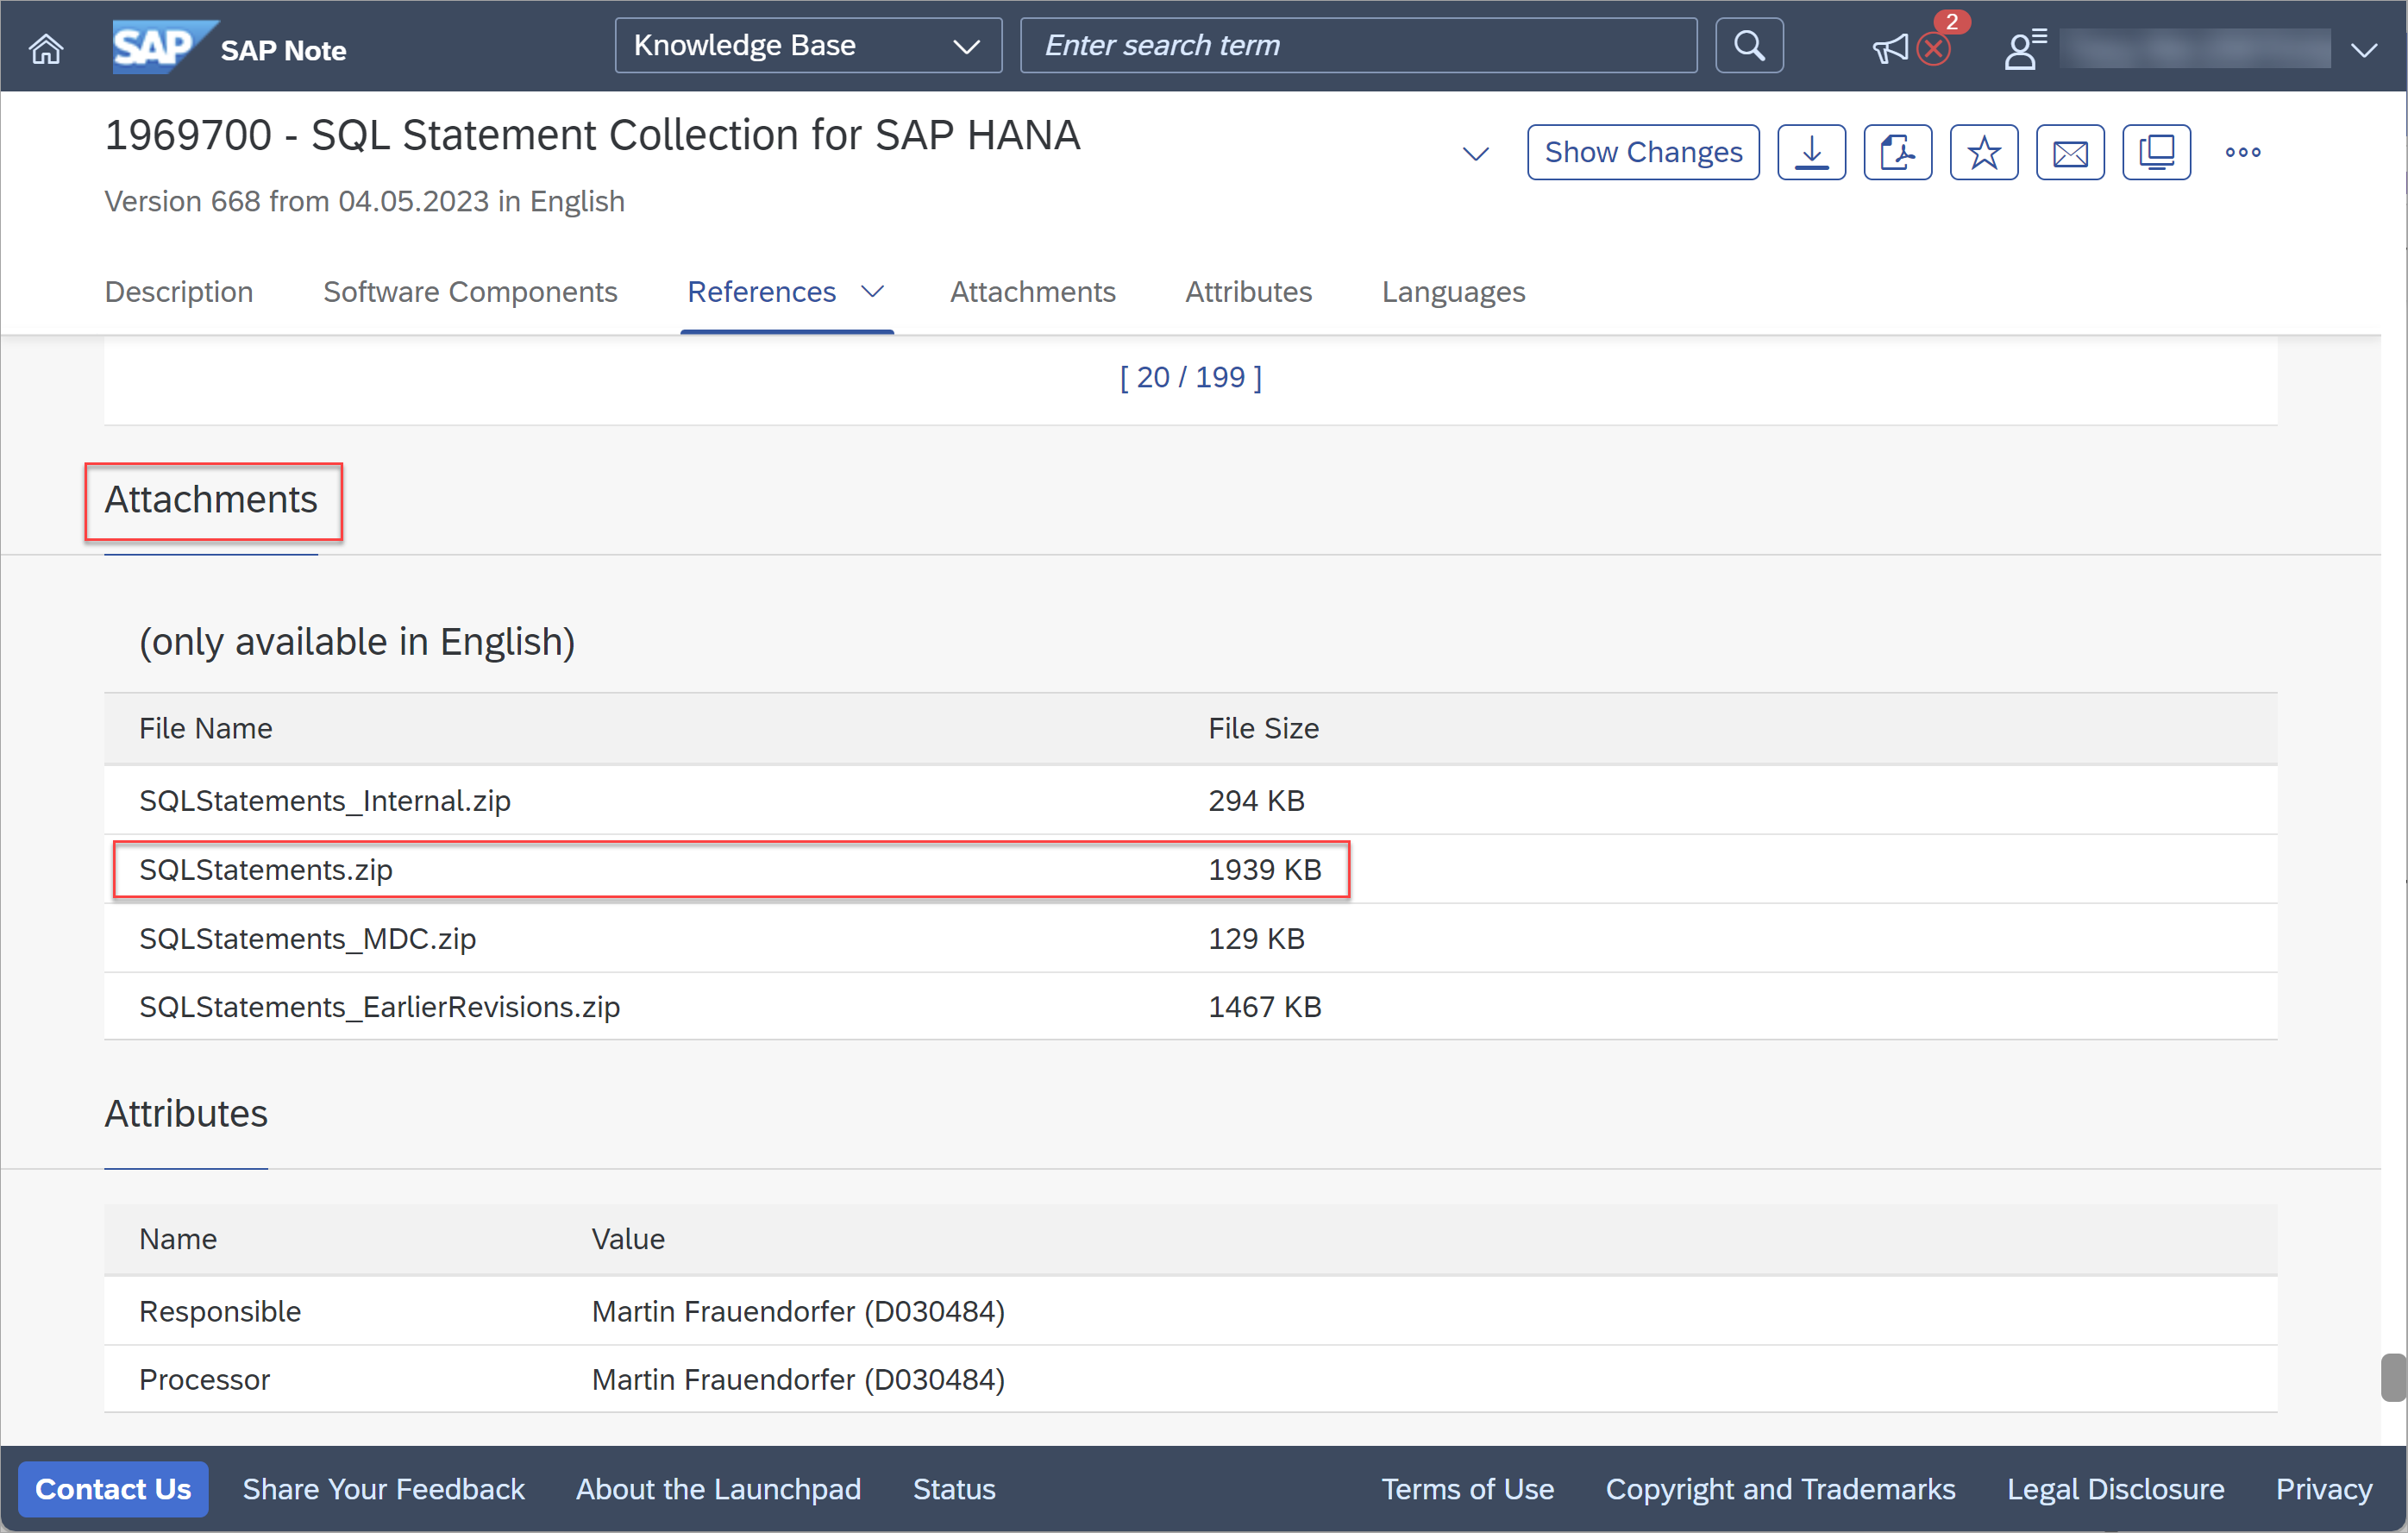 SAP SAP Note Knowledge Base Enter search term 2
1969700 - SQL Statement Collection for SAP HANA
Show Changes
Version 668 from 04.05.2023 in English
Description Software Components References Attachments Attributes Languages
[ 20 / 199 ]
Attachments
(only available in English)
File Name File Size
SQLStatements_Internal.zip 294 KB
SQLStatements.zip 1939 KB
SQLStatements_MDC.zip 129 KB
SQLStatements_EarlierRevisions.zip 1467 KB
Attributes
Name Value
Responsible Martin Frauendorfer (D030484)
Processor Martin Frauendorfer (D030484)
Contact Us Share Your Feedback About the Launchpad Status Terms of Use Copyright and Trademarks Legal Disclosure Privacy